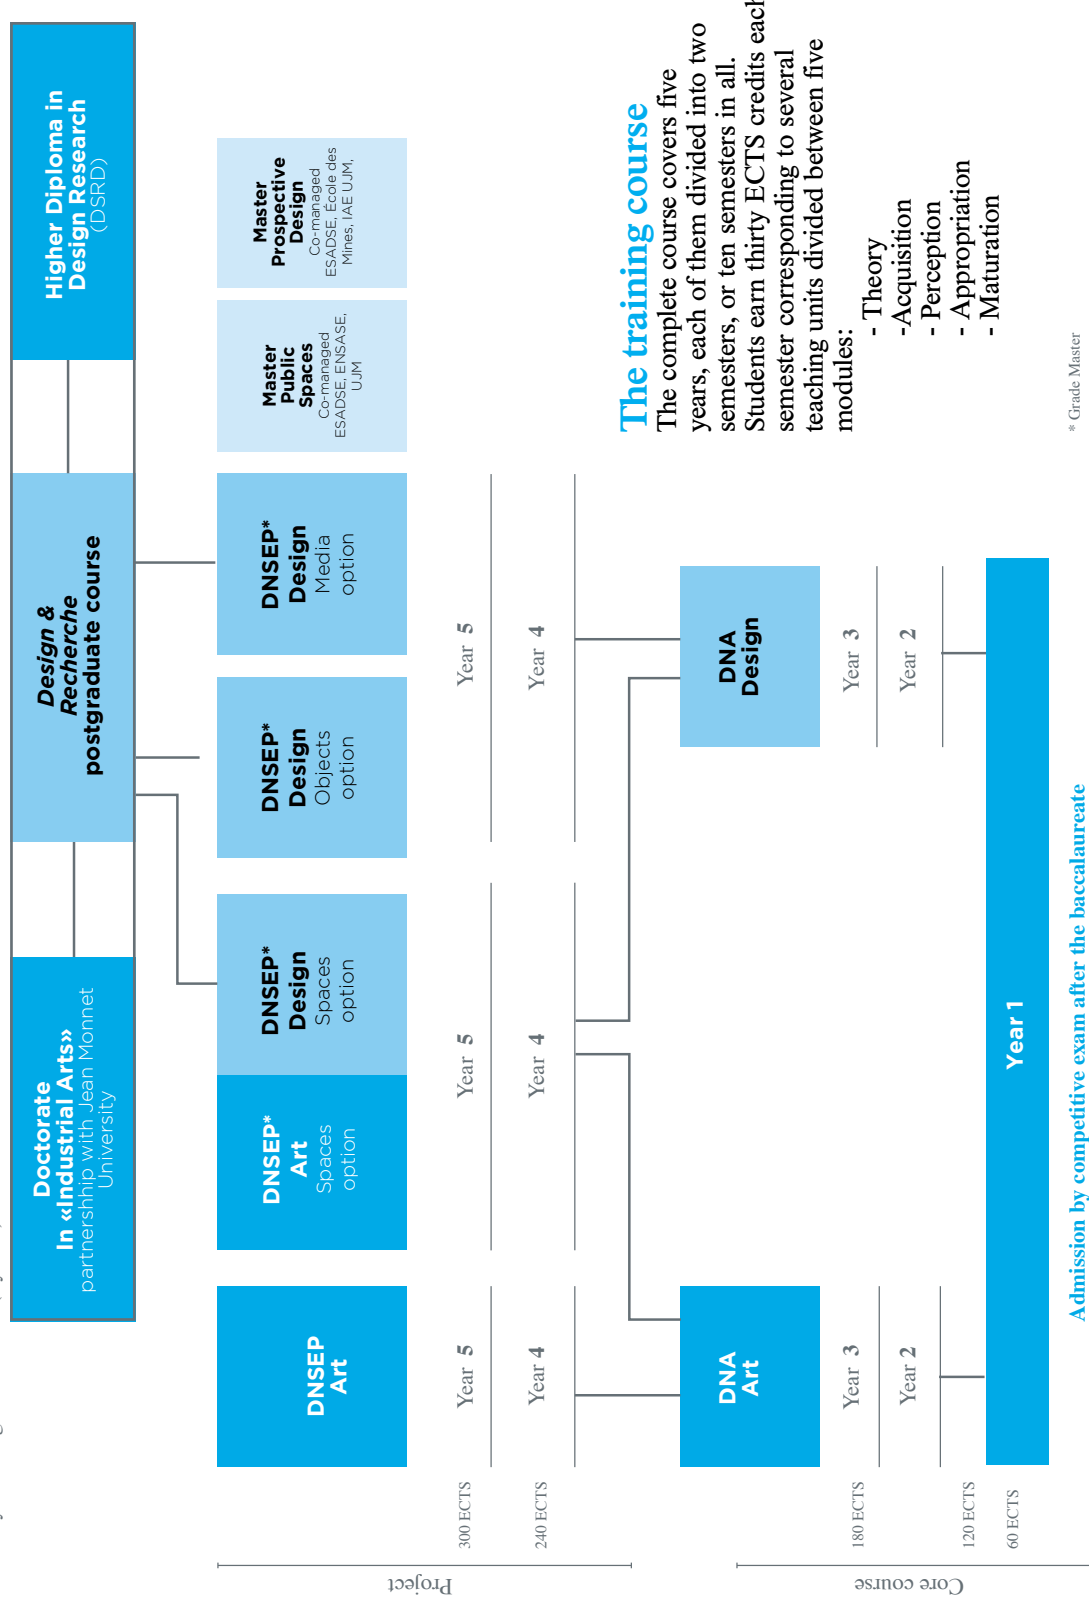 Doctorate
In «Industrial Arts»
partnershhip with Jean Monnet
University
Design &
Recherche
postgraduate course
Higher Diploma in
Design Research
(DSRD)
DNSEP
Art
DNSEP*
Art
Spaces
option
DNSEP*
Design
Spaces
option
DNSEP*
Design
Objects
option
DNSEP*
Design
Media
option
Master
Public
Spaces
Co-managed
ESADSE, ENSASE,
UJM
Master
Prospective
Design
Co-managed
ESADSE, École des
Mines, IAE UJM,
Project
300 ECTS
Year 5
Year 5
Year 5
240 ECTS
Year 4
Year 4
Year 4
DNA
Art
DNA
Design
Core course
180 ECTS
Year 3
Year 3
120 ECTS
Year 2
Year 2
60 ECTS
Year 1
Admission by competitive exam after the baccalaureate
The training course
The complete course covers five
years, each of them divided into two
semesters, or ten semesters in all.
Students earn thirty ECTS credits each
semester corresponding to several
teaching units divided between five
modules:
- Theory
-Acquisition
- Perception
- Appropriation
- Maturation
* Grade Master